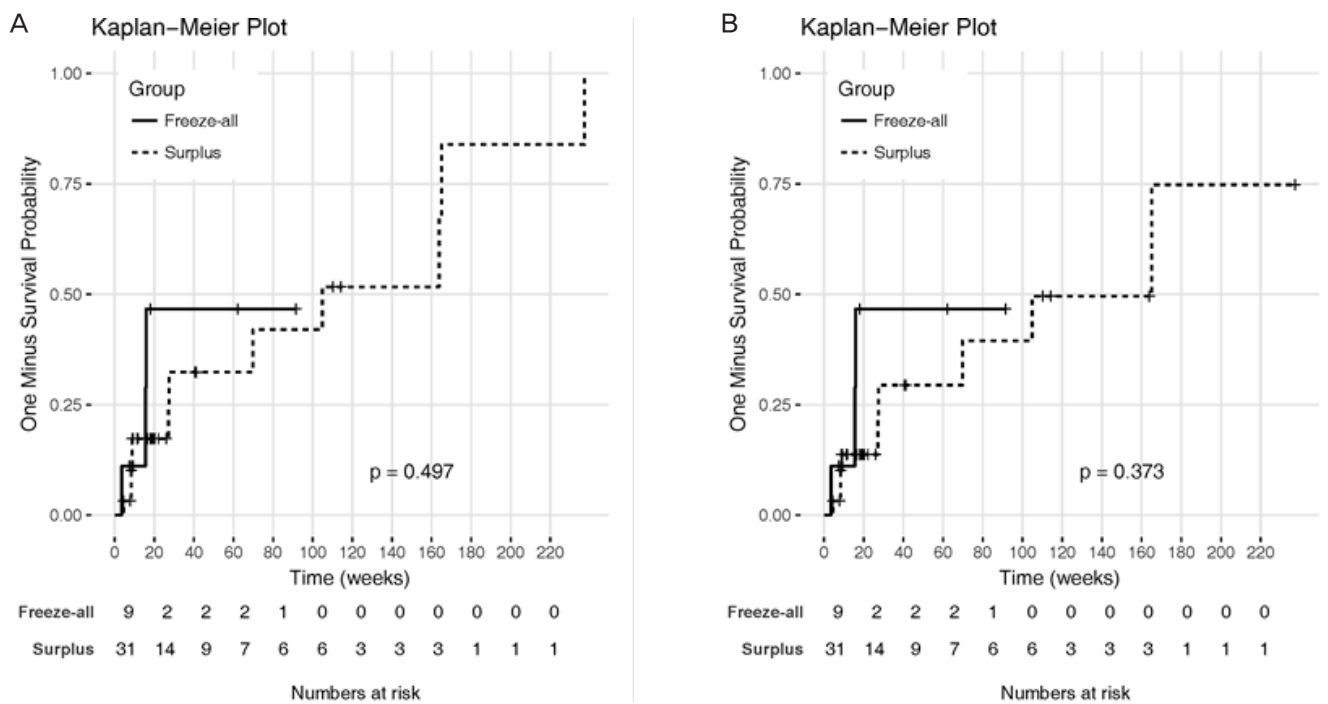 A
Kaplan–Meier Plot
One Minus Survival Probability
1.00
0.75
0.50
0.25
0.00
Group
Freeze-all
Surplus
p = 0.497
0 20 40 60 80 100 120 140 160 180 200 220
Time (weeks)
Freeze-all 9 2 2 2 1 0 0 0 0 0 0 0
Surplus 31 14 9 7 6 6 3 3 3 1 1 1
Numbers at risk
B
Kaplan–Meier Plot
One Minus Survival Probability
1.00
0.75
0.50
0.25
0.00
Group
Freeze-all
Surplus
p = 0.373
0 20 40 60 80 100 120 140 160 180 200 220
Time (weeks)
Freeze-all 9 2 2 2 1 0 0 0 0 0 0 0
Surplus 31 14 9 7 6 6 3 3 3 1 1 1
Numbers at risk